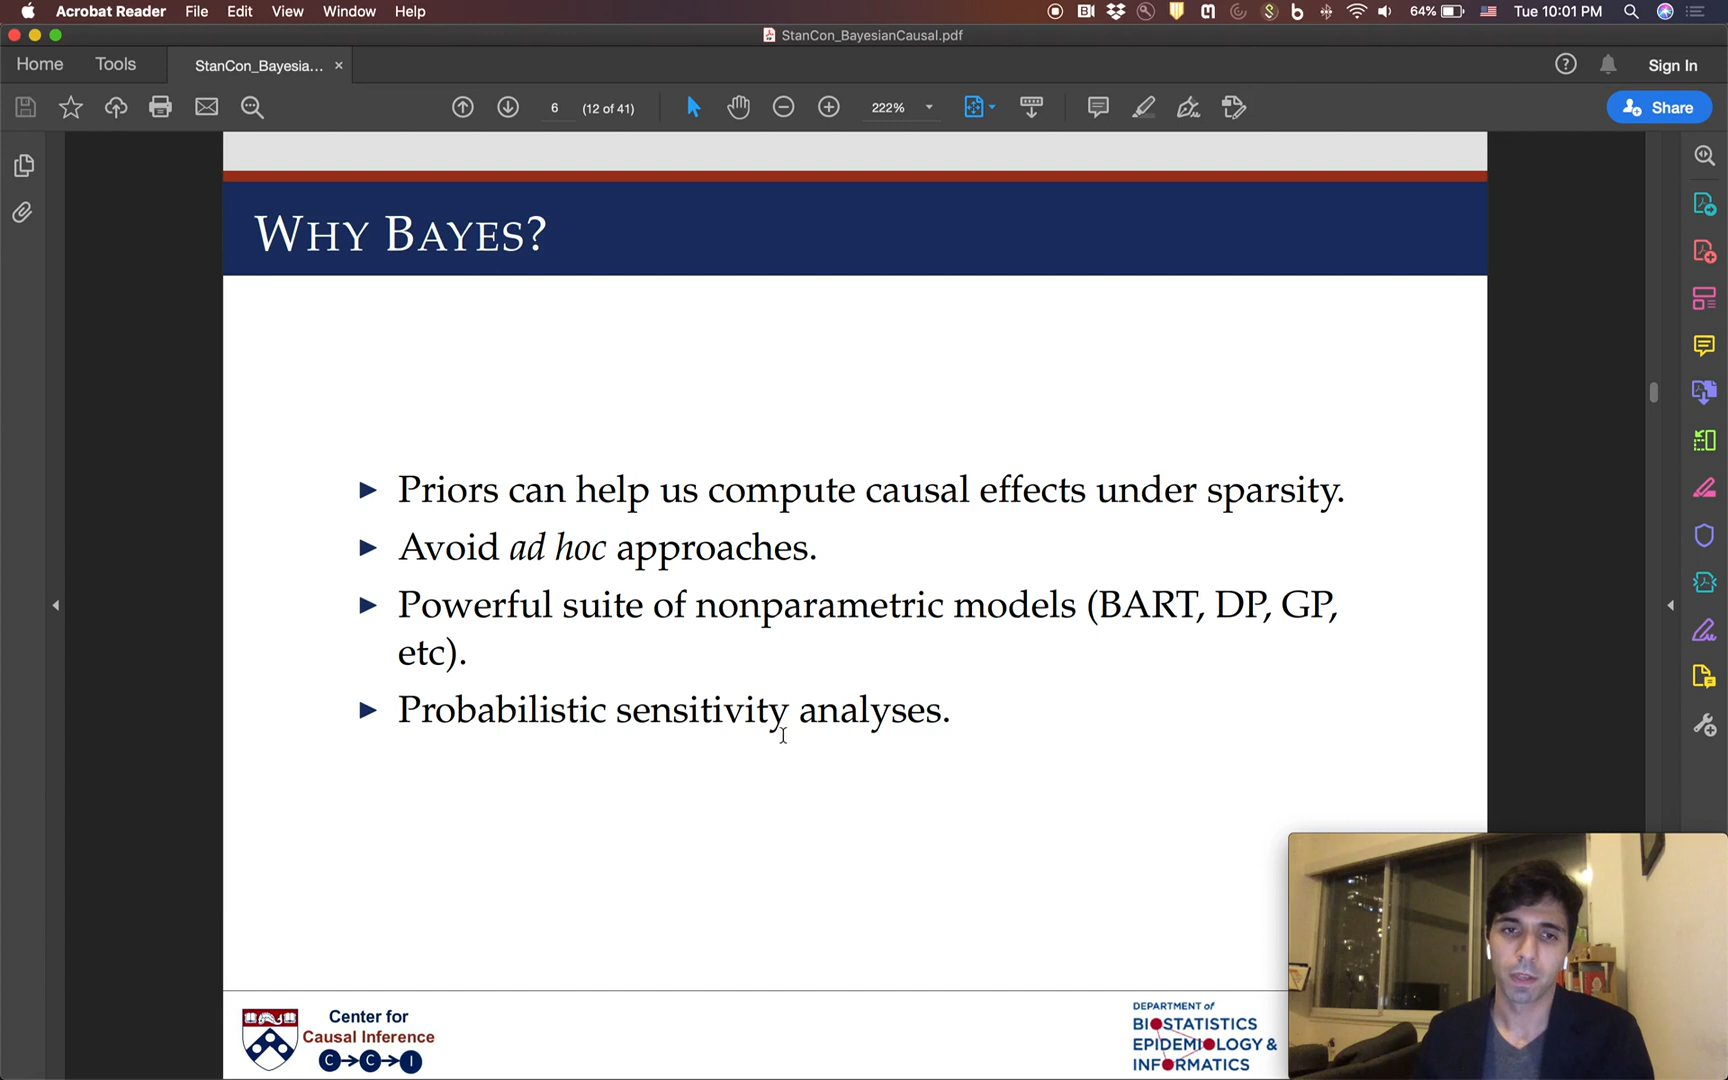 Acrobat Reader File Edit View Window Help 64% Tue 10:01 PM
StanCon_BayesianCausal.pdf
Home Tools StanCon_Bayesia... × Sign In
6 (12 of 41) 222% Share
WHY BAYES?
Priors can help us compute causal effects under sparsity.
Avoid ad hoc approaches.
Powerful suite of nonparametric models (BART, DP, GP,
etc).
Probabilistic sensitivity analyses.
Center for
Causal Inference
C C I
DEPARTMENT of
BIOSTATISTICS
EPIDEMIOLOGY &
INFORMATICS